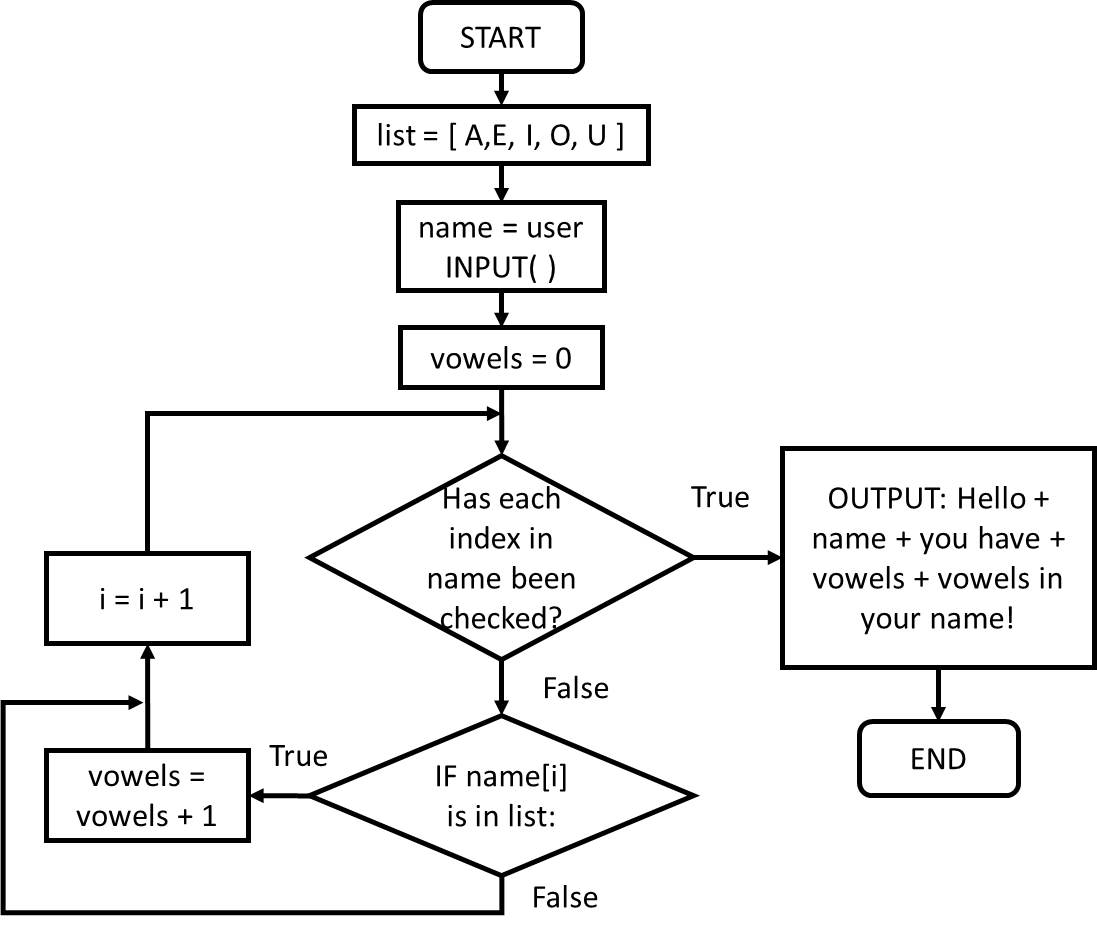 START
list = [ A,E, I, O, U ]
name = user
INPUT( )
vowels = 0
Has each
index in
name been
checked?
True
OUTPUT: Hello +
name + you have +
vowels + vowels in
your name!
i = i + 1
False
True
IF name[i]
is in list:
vowels =
vowels + 1
END
False